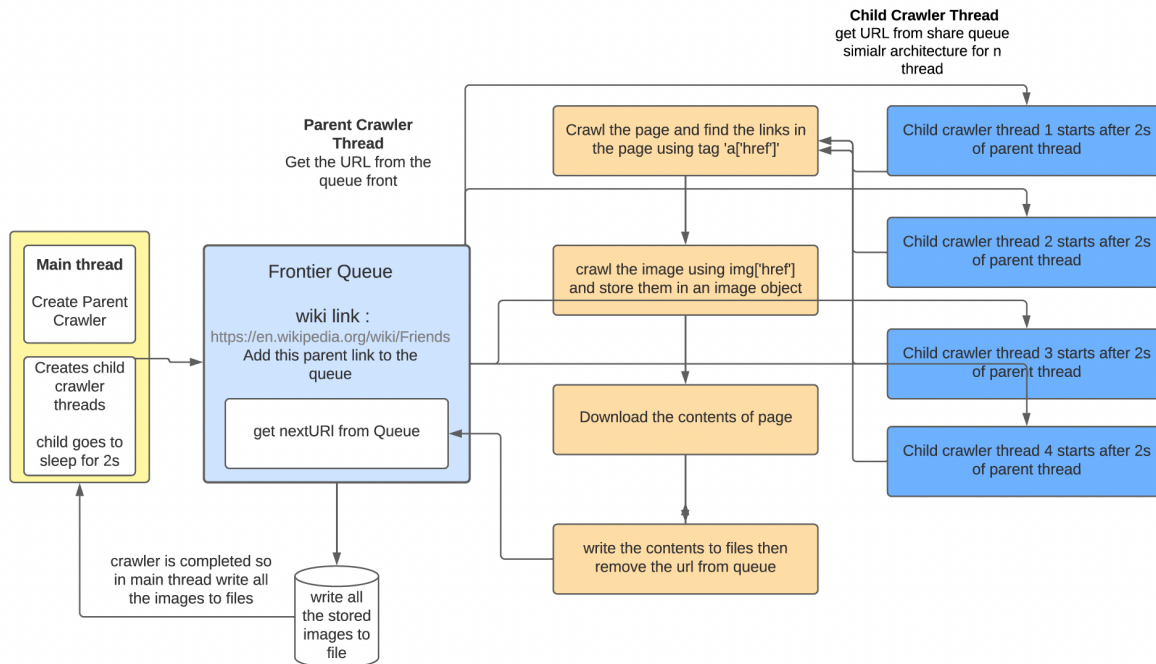 Child Crawler Thread
get URL from share queue
simialr architecture for n
thread
Parent Crawler
Thread
Get the URL from the
queue front
Crawl the page and find the links in
the page using tag 'a['href']'
Child crawler thread 1 starts after 2s
of parent thread
Child crawler thread 2 starts after 2s
of parent thread
Main thread
Create Parent
Crawler
Creates child
crawler
threads
child goes to
sleep for 2s
Frontier Queue
wiki link :
https://en.wikipedia.org/wiki/Friends
Add this parent link to the
queue
get nextURl from Queue
crawl the image using img['href']
and store them in an image object
Child crawler thread 3 starts after 2s
of parent thread
Download the contents of page
Child crawler thread 4 starts after 2s
of parent thread
write the contents to files then
remove the url from queue
crawler is completed so
in main thread write all
the images to files
write all
the stored
images to
file